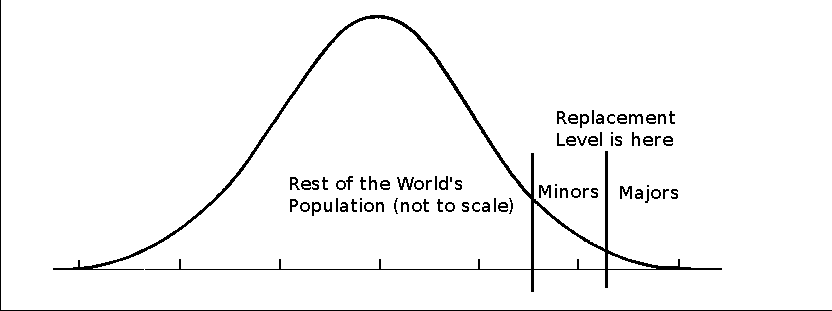 Replacement
Level is here
Rest of the World's
Population (not to scale)
Minors
Majors